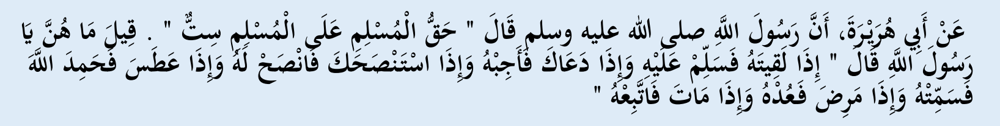 عَنْ أَبِي هُرَيْرَةَ، أَنَّ رَسُولَ اللَّهِ صلى الله عليه وسلم قَالَ " حَقُّ الْمُسْلِمِ عَلَى الْمُسْلِمِ سِتٌّ " . قِيلَ مَا هُنَّ يَا
رَسُولَ اللَّهِ قَالَ " إِذَا لَقِيتَهُ فَسَلِّمْ عَلَيْهِ وَإِذَا دَعَاكَ فَأَجِبْهُ وَإِذَا اسْتَنْصَحَكَ فَانْصَحْ لَهُ وَإِذَا عَطَسَ فَحَمِدَ اللَّهَ
فَسَمِّتْهُ وَإِذَا مَرِضَ فَعُدْهُ وَإِذَا مَاتَ فَاتَّبِعْهُ "